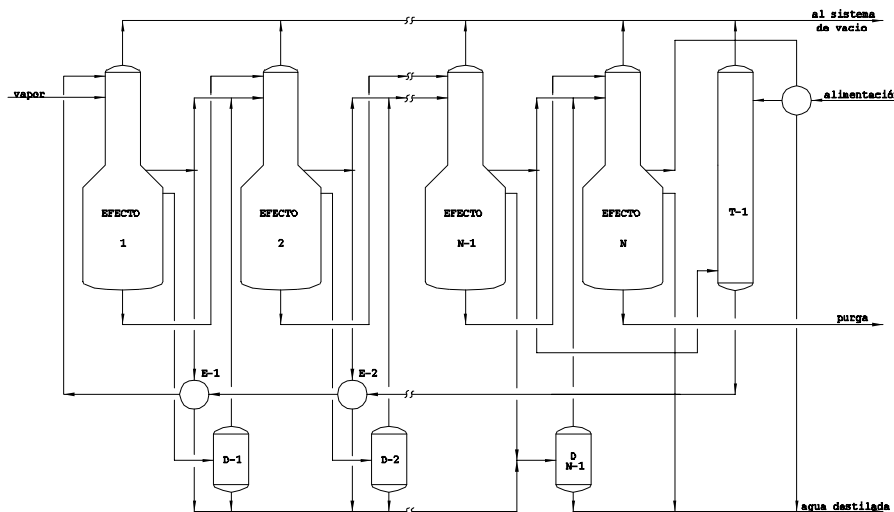 al sistema
de vacio
vapor
alimentació
EFECTO
1
EFECTO
2
EFECTO
N-1
EFECTO
N
T-1
purga
E-1
E-2
D-1
D-2
D
N-1
agua destilada